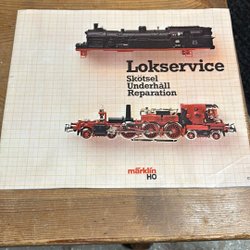 Lokservice
Skötsel
Underhåll
Reparation
märklin
HO